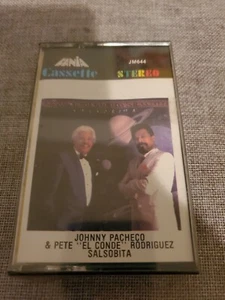 FANIA
JM644
Cassette STEREO
JOHNNY PACHECO
& PETE "EL CONDE" RODRIGUEZ
SALSOBITA